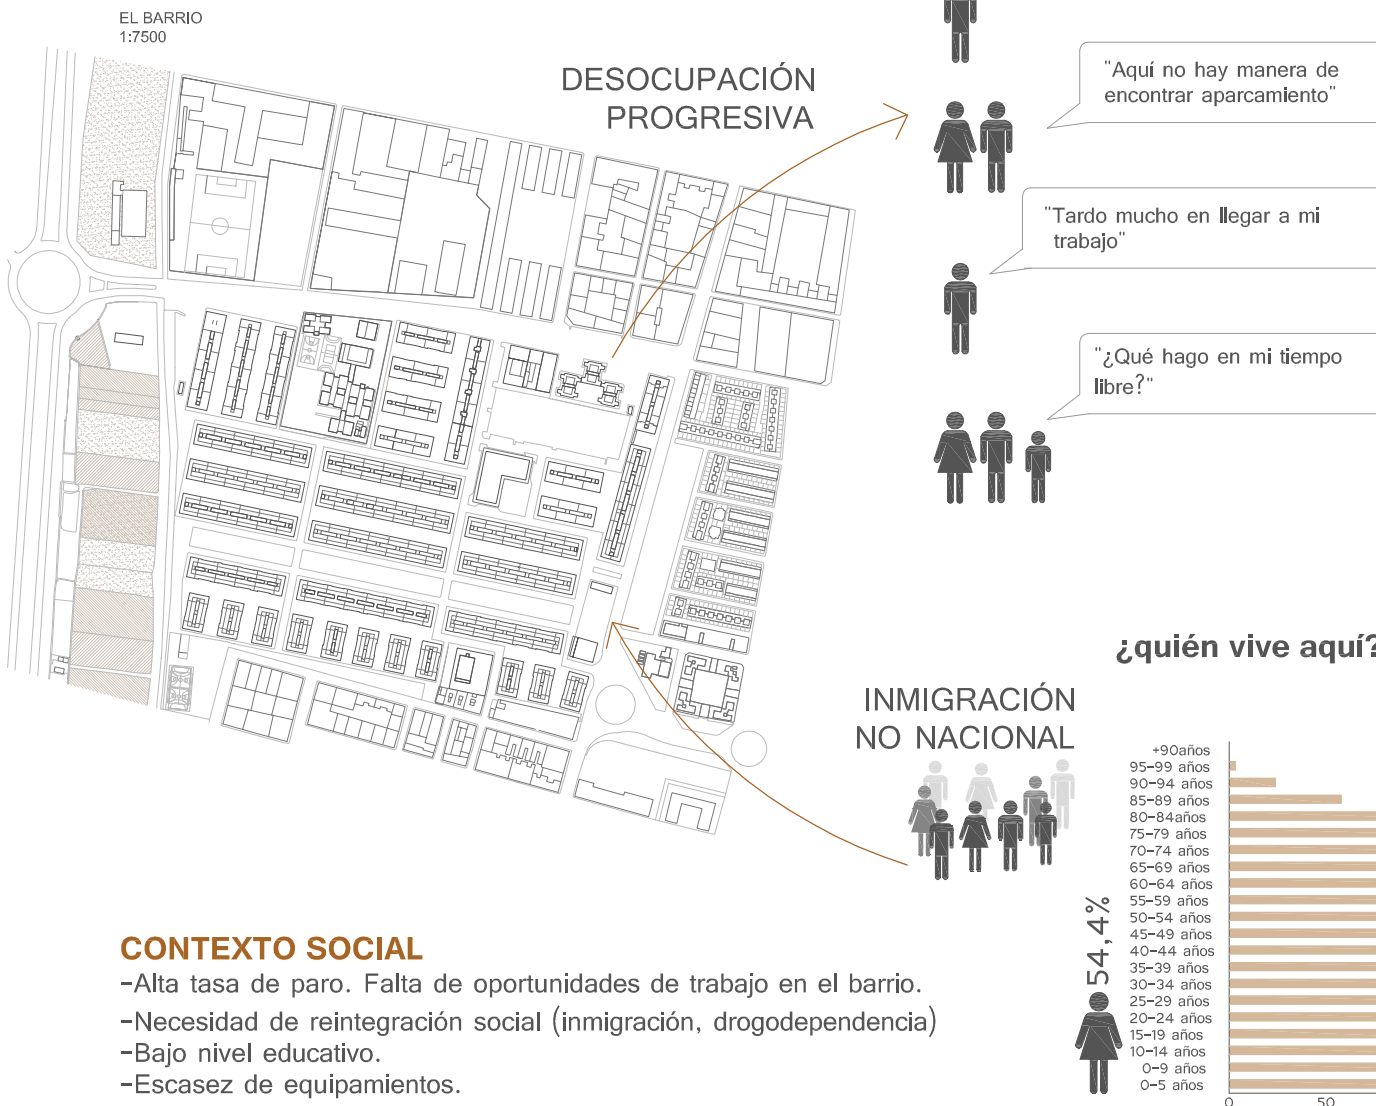 EL BARRIO
1:7500
DESOCUPACIÓN
PROGRESIVA
"Aquí no hay manera de
encontrar aparcamiento"
"Tardo mucho en llegar a mi
trabajo"
"¿Qué hago en mi tiempo
libre?"
¿quién vive aquí?
INMIGRACIÓN
NO NACIONAL
+90años
95-99 años
90-94 años
85-89 años
80-84años
75-79 años
70-74 años
65-69 años
60-64 años
55-59 años
50-54 años
45-49 años
40-44 años
35-39 años
30-34 años
25-29 años
20-24 años
15-19 años
10-14 años
0-9 años
0-5 años
0 50
54,4%
CONTEXTO SOCIAL
-Alta tasa de paro. Falta de oportunidades de trabajo en el barrio.
-Necesidad de reintegración social (inmigración, drogodependencia)
-Bajo nivel educativo.
-Escasez de equipamientos.